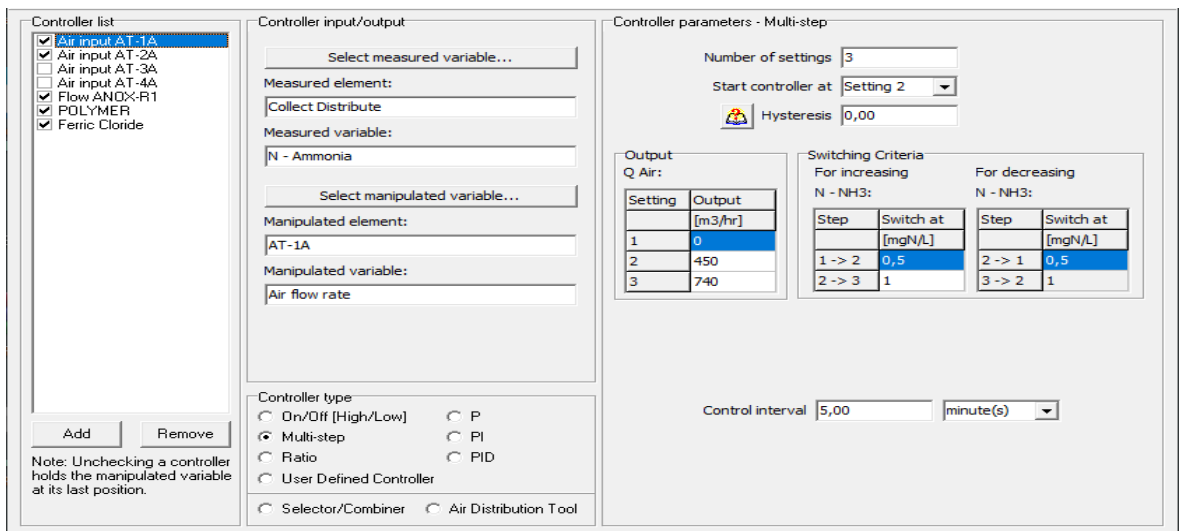 Controller list
Air input AT-1A
Air input AT-2A
Air input AT-3A
Air input AT-4A
Flow ANOX-R1
POLYMER
Ferric Cloride
Add Remove
Note: Unchecking a controller
holds the manipulated variable
at its last position.
Controller input/output
Select measured variable...
Measured element:
Collect Distribute
Measured variable:
N - Ammonia
Select manipulated variable...
Manipulated element:
AT-1A
Manipulated variable:
Air flow rate
Controller type
On/Off [High/Low] P
Multi-step PI
Ratio PID
User Defined Controller
Selector/Combiner Air Distribution Tool
Controller parameters - Multi-step
Number of settings 3
Start controller at Setting 2
Hysteresis 0,00
Output
Q Air:
Setting Output
[m3/hr]
1 0
2 450
3 740
Switching Criteria
For increasing
N - NH3:
Step Switch at
[mgN/L]
1 -> 2 0,5
2 -> 3 1
For decreasing
N - NH3:
Step Switch at
[mgN/L]
2 -> 1 0,5
3 -> 2 1
Control interval 5,00 minute(s)